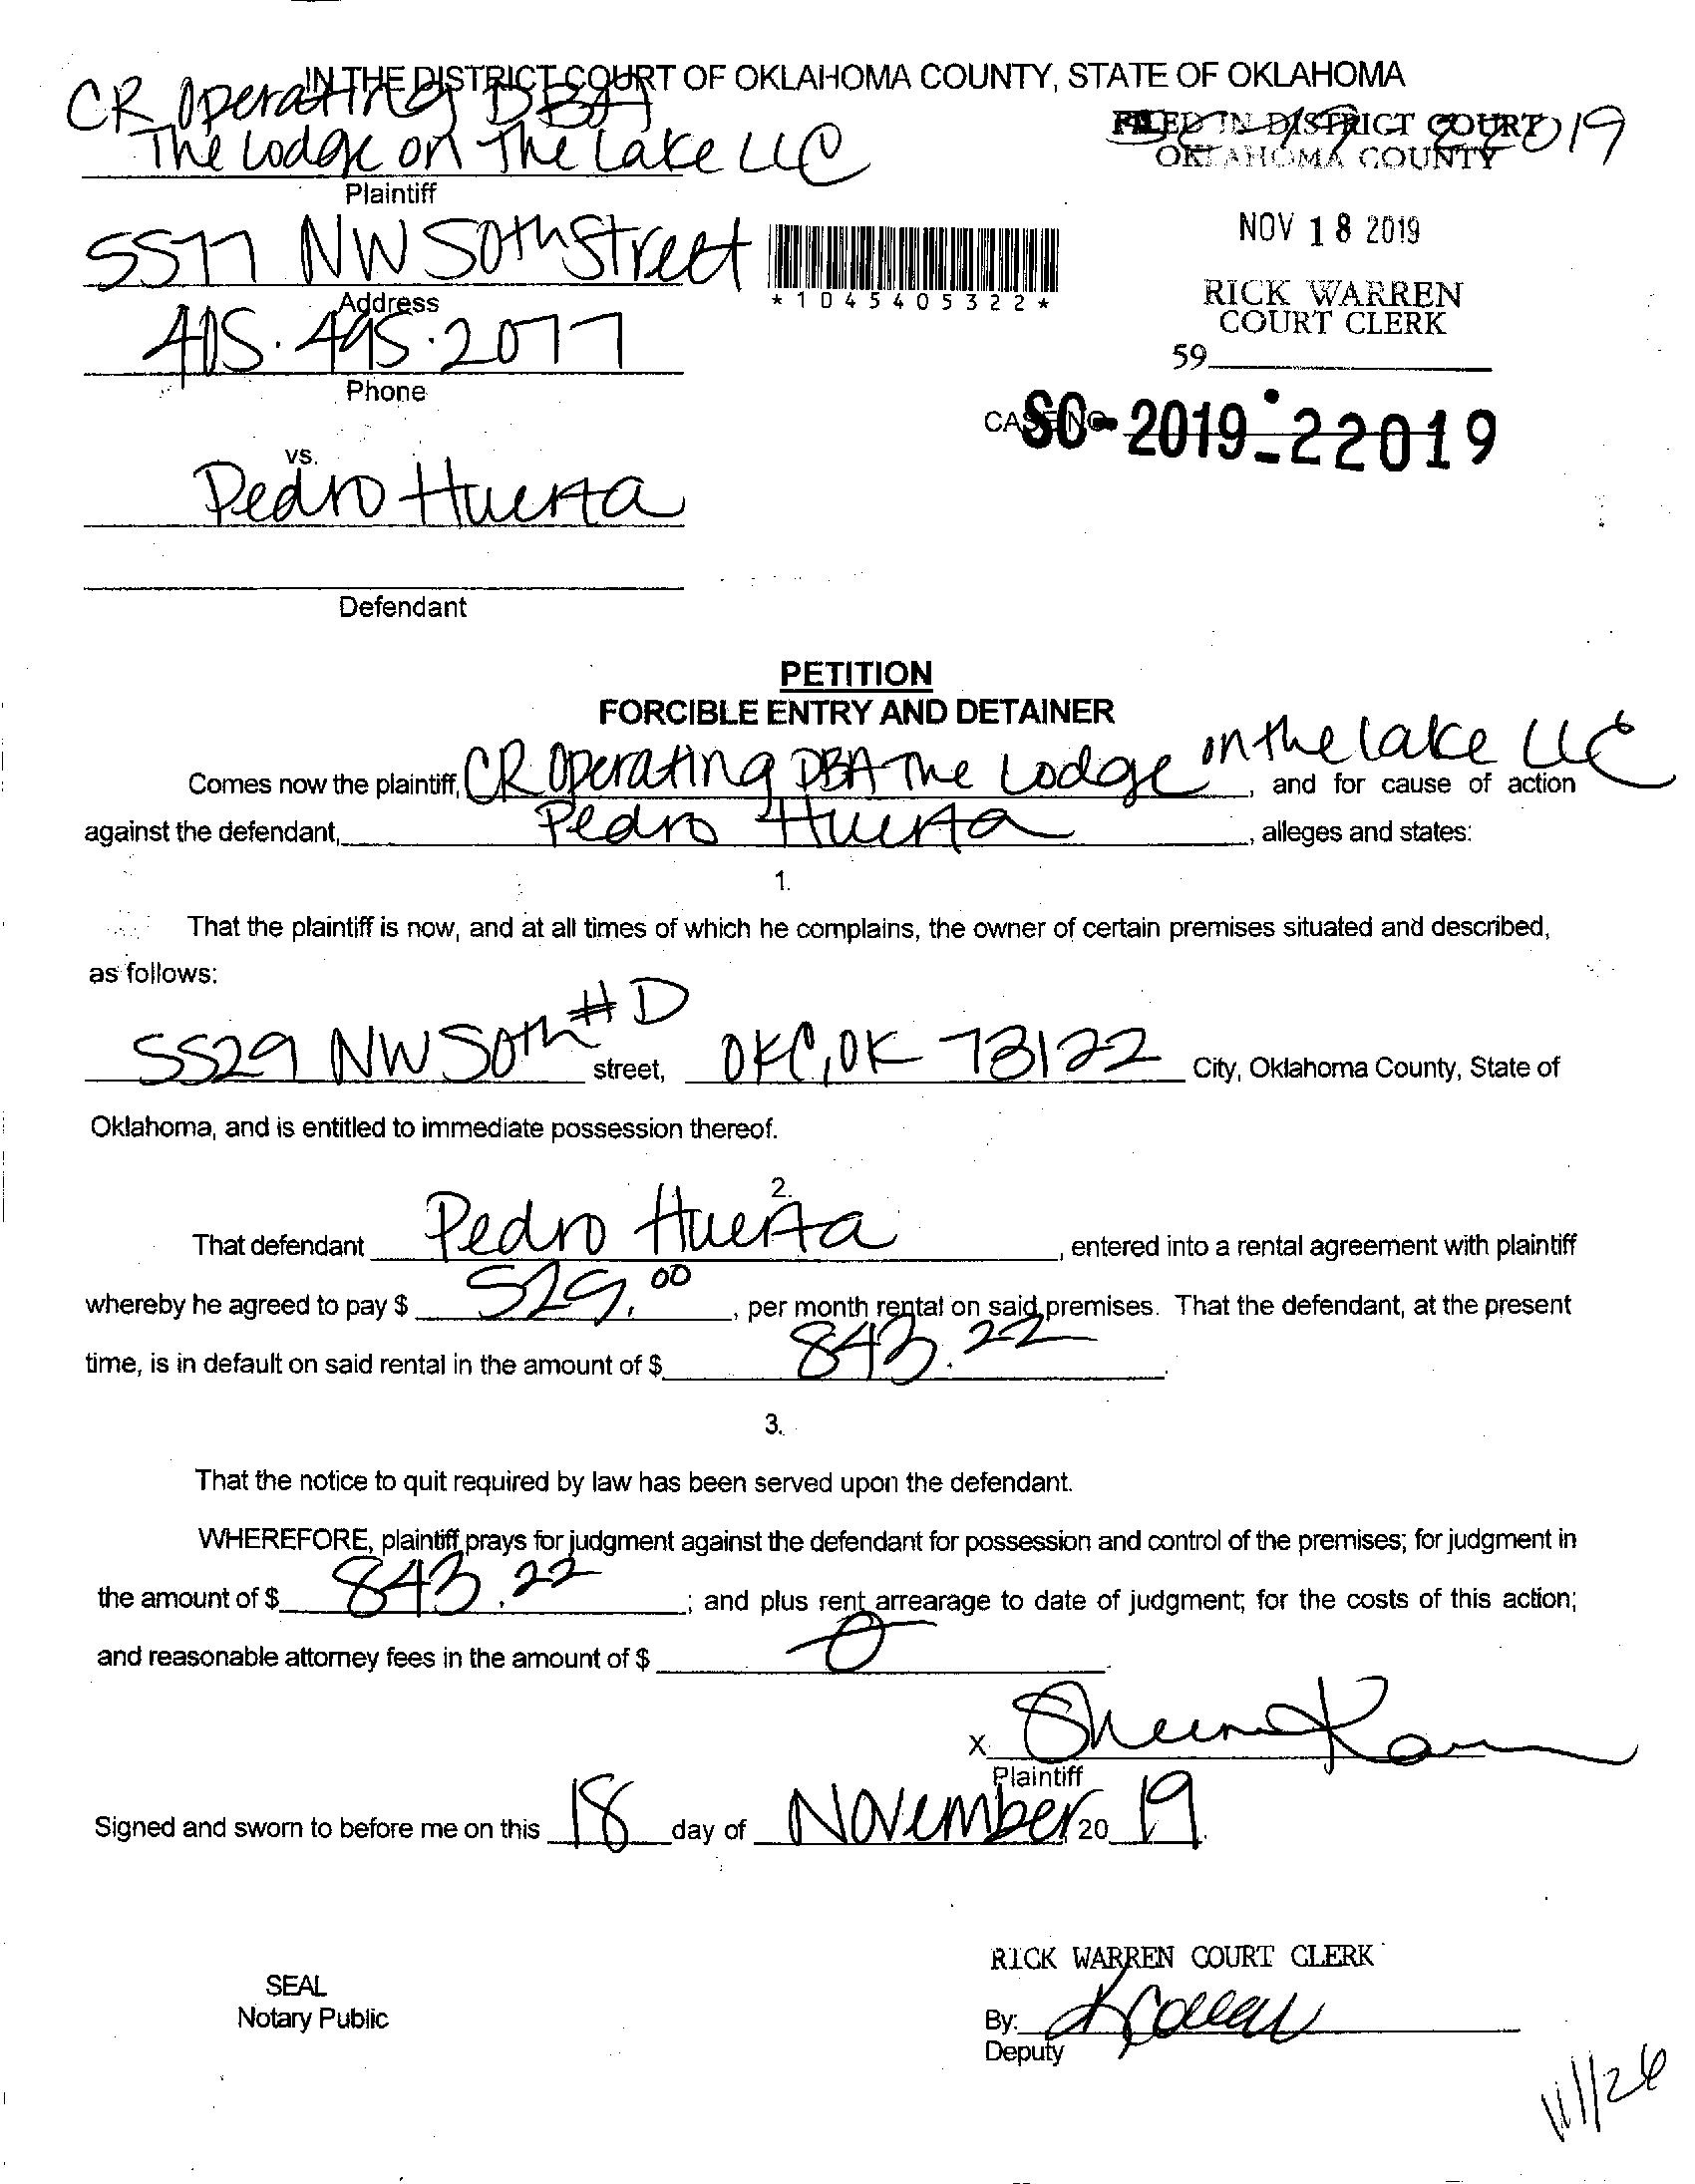 IN THE DISTRICT COURT OF OKLAHOMA COUNTY, STATE OF OKLAHOMA
CR Operating DBA
The Lodge on The Lake LLC
Plaintiff
FILED IN DISTRICT COURT
OKLAHOMA COUNTY
5577 NW 50th Street
Address
*1045405322*
NOV 18 2019
RICK WARREN
COURT CLERK
405.495.2077
Phone
59
CASE NO.
SC-2019-22019
vs.
Pedro Huerta
Defendant
PETITION
FORCIBLE ENTRY AND DETAINER
Comes now the plaintiff, CR Operating DBA The Lodge on the lake LLC, and for cause of action
against the defendant, Pedro Huerta, alleges and states:
1.
That the plaintiff is now, and at all times of which he complains, the owner of certain premises situated and described,
as follows:
5529 NW 50th #D street, OKC, OK 73122 City, Oklahoma County, State of
Oklahoma, and is entitled to immediate possession thereof.
2.
That defendant Pedro Huerta, entered into a rental agreement with plaintiff
whereby he agreed to pay $ 529.00, per month rental on said premises. That the defendant, at the present
time, is in default on said rental in the amount of $ 843.22.
3.
That the notice to quit required by law has been served upon the defendant.
WHEREFORE, plaintiff prays for judgment against the defendant for possession and control of the premises; for judgment in
the amount of $ 843.22; and plus rent arrearage to date of judgment; for the costs of this action;
and reasonable attorney fees in the amount of $ 0.
X
Plaintiff
Signed and sworn to before me on this 18 day of November, 20 19.
RICK WARREN COURT CLERK
SEAL
Notary Public
By:
Deputy
11/26